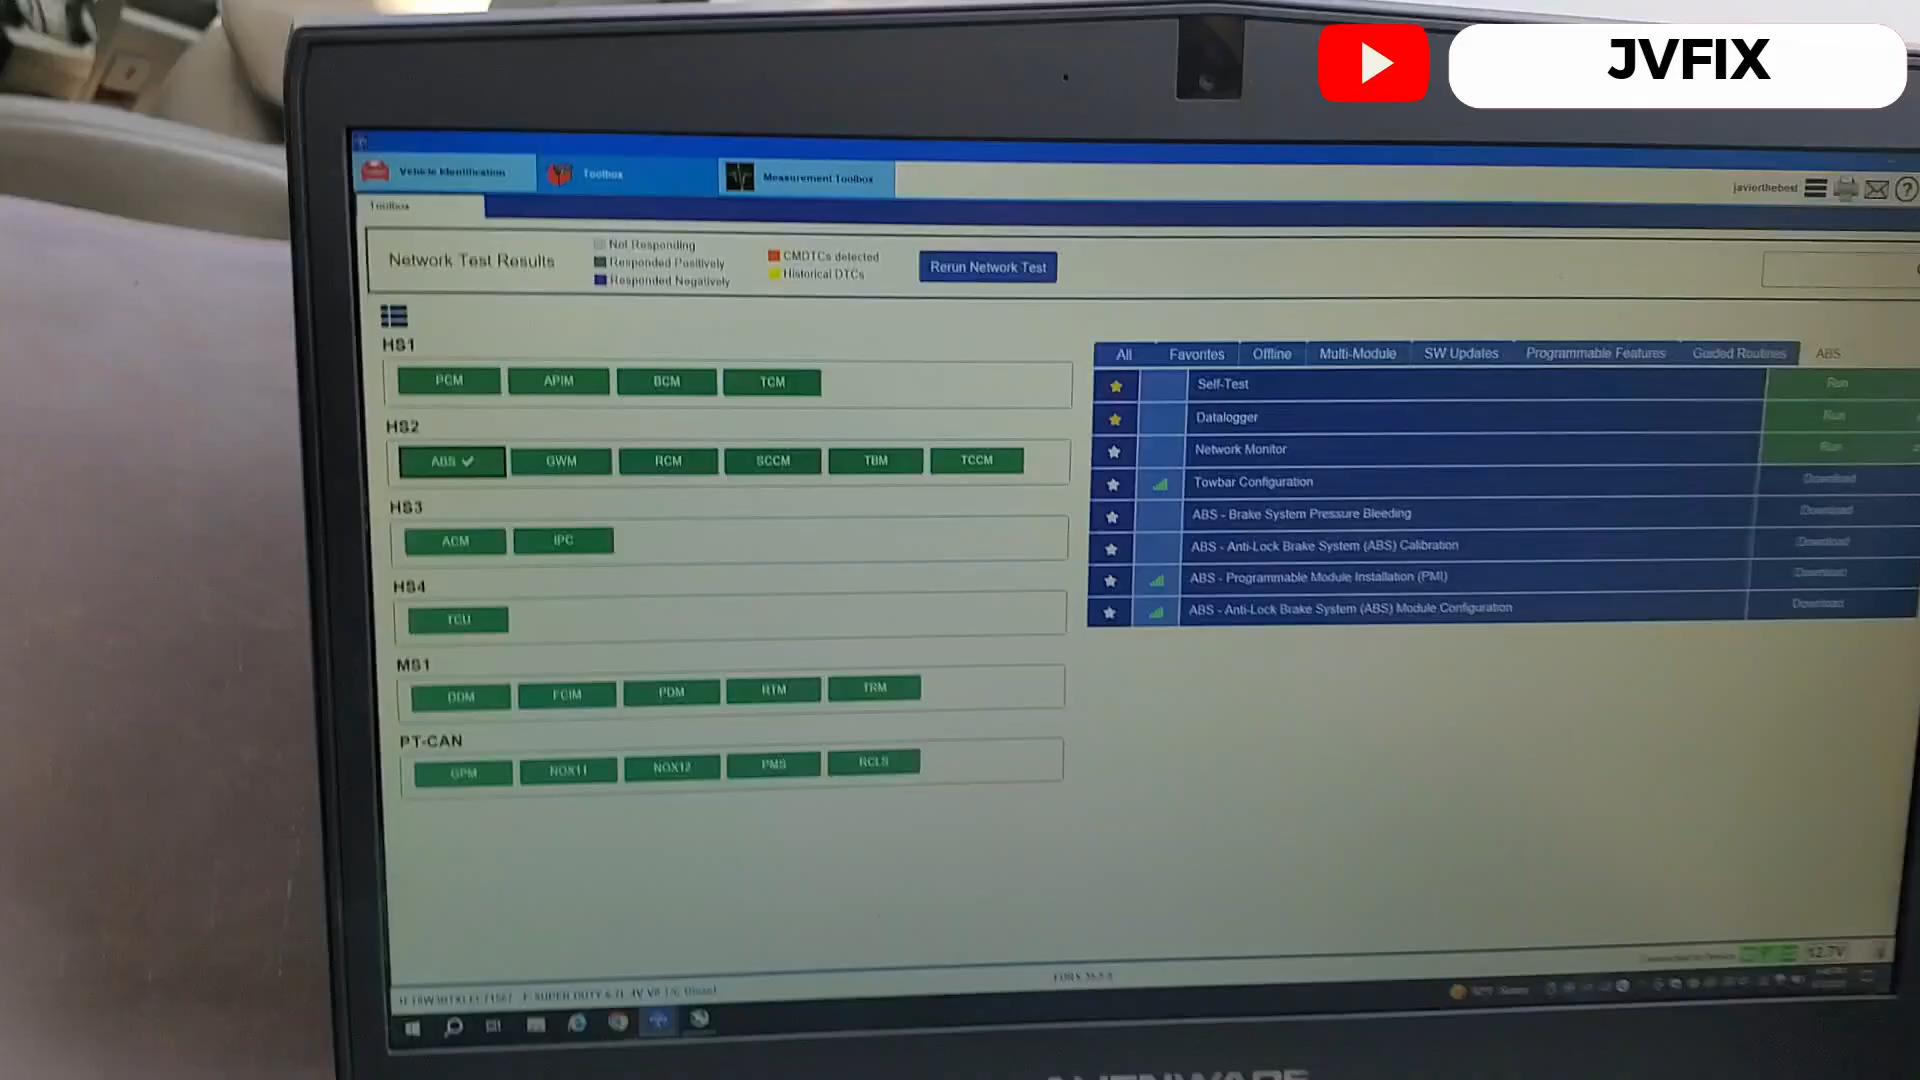 JVFIX
Vehicle Identification
Toolbox
Measurement Toolbox
javierthebest
Toolbox
Network Test Results
Not Responding
Responded Positively
Responded Negatively
CMDTCs detected
Historical DTCs
Rerun Network Test
HS1
PCM APIM BCM TCM
HS2
ABS GWM RCM SCCM TBM TCCM
HS3
ACM IPC
HS4
TCU
MS1
DDM FCIM PDM RTM TRM
PT-CAN
GPM NOX11 NOX12 PMS RCLS
All Favorites Offline Multi-Module SW Updates Programmable Features Guided Routines ABS
Self-Test Run
Datalogger Run
Network Monitor Run
Towbar Configuration Download
ABS - Brake System Pressure Bleeding Download
ABS - Anti-Lock Brake System (ABS) Calibration Download
ABS - Programmable Module Installation (PMI) Download
ABS - Anti-Lock Brake System (ABS) Module Configuration Download
12.7V
ALIENWARE